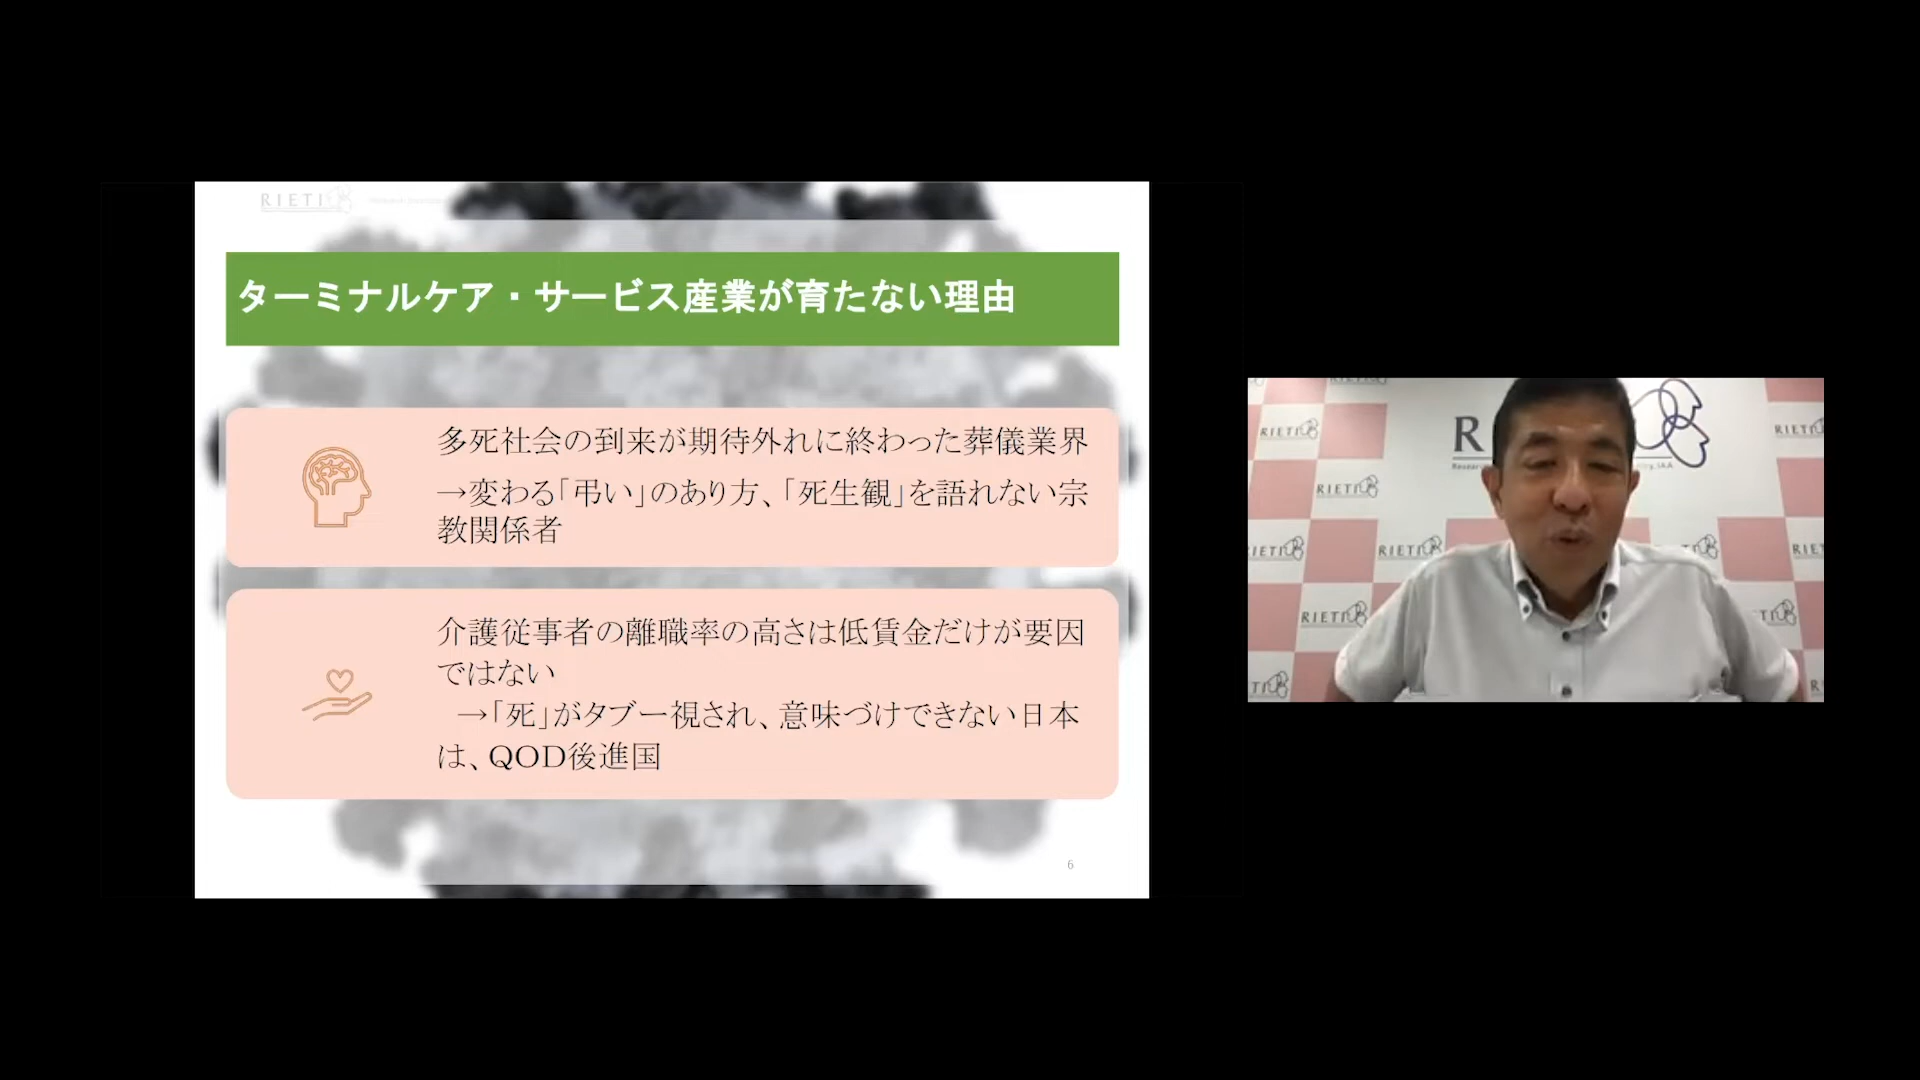 RIETI
ターミナルケア・サービス産業が育たない理由
多死社会の到来が期待外れに終わった葬儀業界
→変わる「弔い」のあり方、「死生観」を語れない宗
教関係者
介護従事者の離職率の高さは低賃金だけが要因
ではない
→「死」がタブー視され、意味づけできない日本
は、QOD後進国
6
RIETI
RIETI
R
RIETI
RIETI
RIETI
RIETI